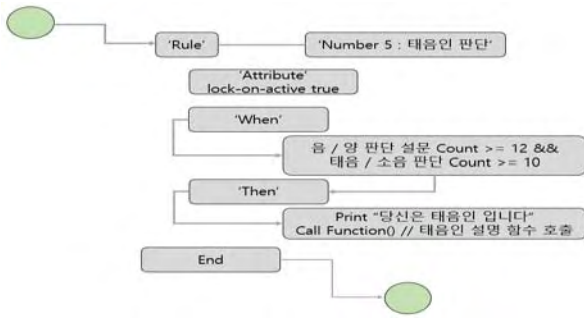 'Rule'
'Number 5 : 태음인 판단'
'Attribute'
lock-on-active true
'When'
음 / 양 판단 설문 Count >= 12 &&
태음 / 소음 판단 Count >= 10
'Then'
Print "당신은 태음인 입니다"
Call Function() // 태음인 설명 함수 호출
End